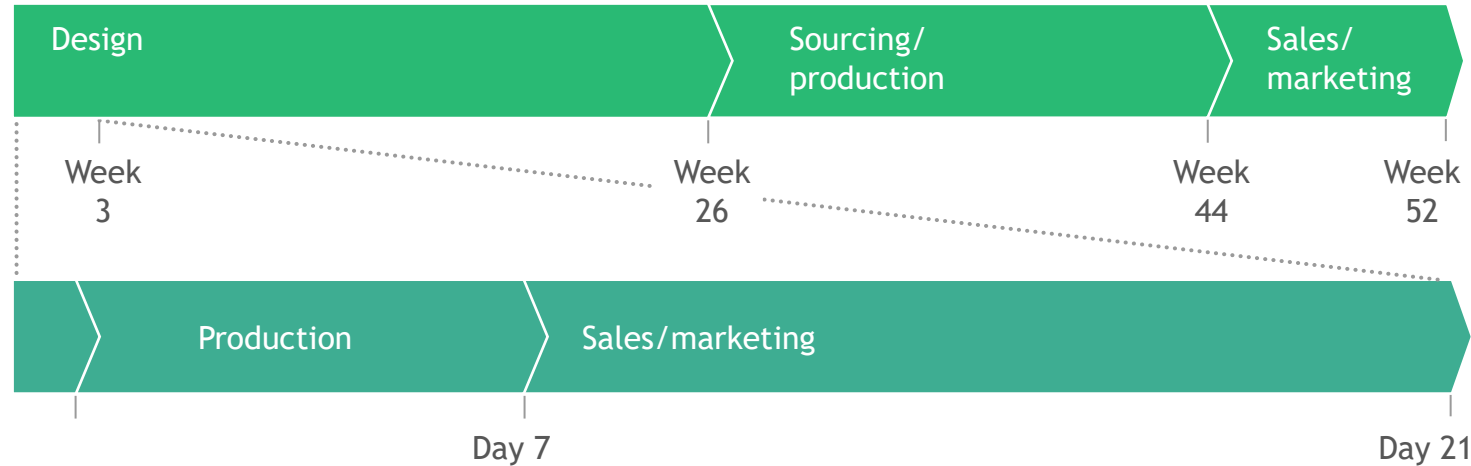 Design
Sourcing/
production
Sales/
marketing
Week
3
Week
26
Week
44
Week
52
Production
Sales/marketing
Day 7
Day 21